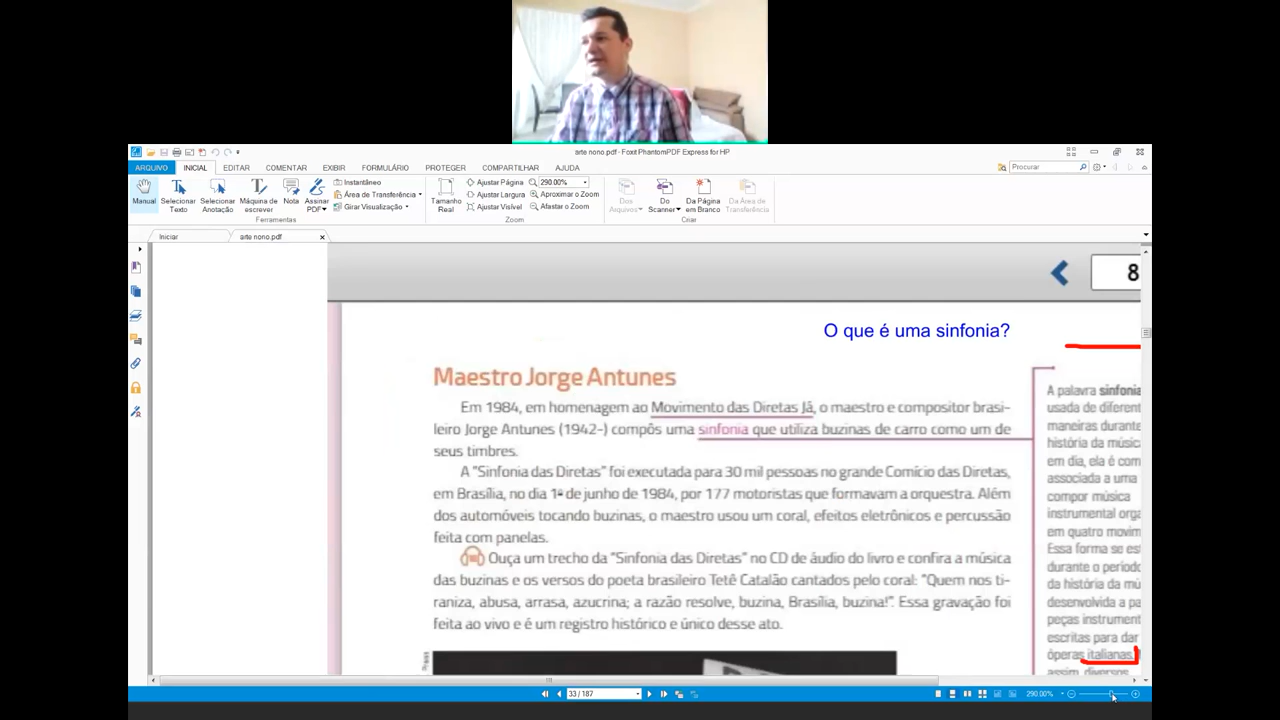 arte nono.pdf - Foxit PhantomPDF Express for HP
ARQUIVO INICIAL EDITAR COMENTAR EXIBIR FORMULÁRIO PROTEGER COMPARTILHAR AJUDA
Procurar
Manual
Selecionar Texto
Selecionar Anotação
Máquina de escrever
Nota
Assinar PDF
Instantâneo
Área de Transferência
Girar Visualização
Ferramentas
Tamanho Real
Ajustar Página
Ajustar Largura
Ajustar Visível
290.00%
Aproximar o Zoom
Afastar o Zoom
Zoom
Dos Arquivos
Do Scanner
Da Página em Branco
Da Área de Transferência
Criar
Iniciar
arte nono.pdf
8
O que é uma sinfonia?
Maestro Jorge Antunes
Em 1984, em homenagem ao Movimento das Diretas Já, o maestro e compositor brasi-
leiro Jorge Antunes (1942-) compôs uma sinfonia que utiliza buzinas de carro como um de
seus timbres.
A "Sinfonia das Diretas" foi executada para 30 mil pessoas no grande Comício das Diretas,
em Brasília, no dia 1º de junho de 1984, por 177 motoristas que formavam a orquestra. Além
dos automóveis tocando buzinas, o maestro usou um coral, efeitos eletrônicos e percussão
feita com panelas.
Ouça um trecho da "Sinfonia das Diretas" no CD de áudio do livro e confira a música
das buzinas e os versos do poeta brasileiro Tetê Catalão cantados pelo coral: "Quem nos ti-
raniza, abusa, arrasa, azucrina; a razão resolve, buzina, Brasília, buzina!". Essa gravação foi
feita ao vivo e é um registro histórico e único desse ato.
A palavra sinfonia
usada de diferent
maneiras durante
história da músic
em dia, ela é com
associada a uma
compor música
instrumental orga
em quatro movim
Essa forma se es
durante o períod
da história da mú
desenvolvida a pa
peças instrument
escritas para dar
óperas italianas.
assim, diversos
33 / 187
290.00%